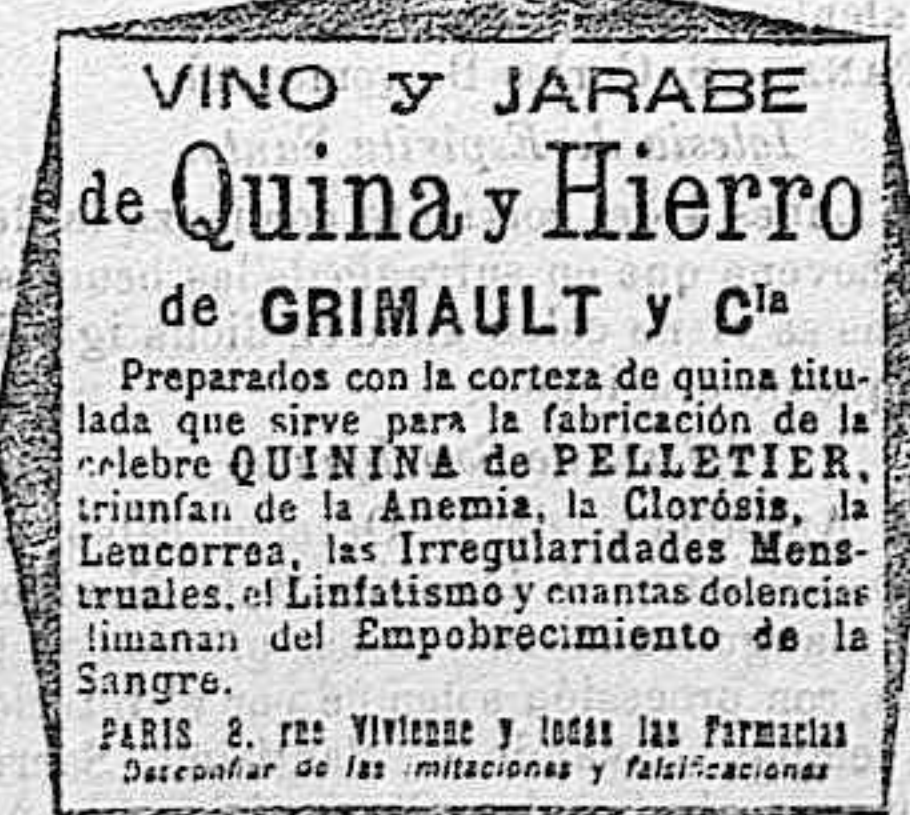 VINO y JARABE
de Quina y Hierro
de GRIMAULT y Cia
Preparados con la corteza de quina titu-
lada que sirve para la fabricación de la
celebre QUININA de PELLETIER,
triunfan de la Anemia, la Clorósis, la
Leucorrea, las Irregularidades Mens-
truales, el Linfatismo y cuantas dolencias
dimanan del Empobrecimiento de la
Sangre.
PARIS 8, rue Vivienne y todas las Farmacias
Desconfiar de las imitaciones y falsificaciones